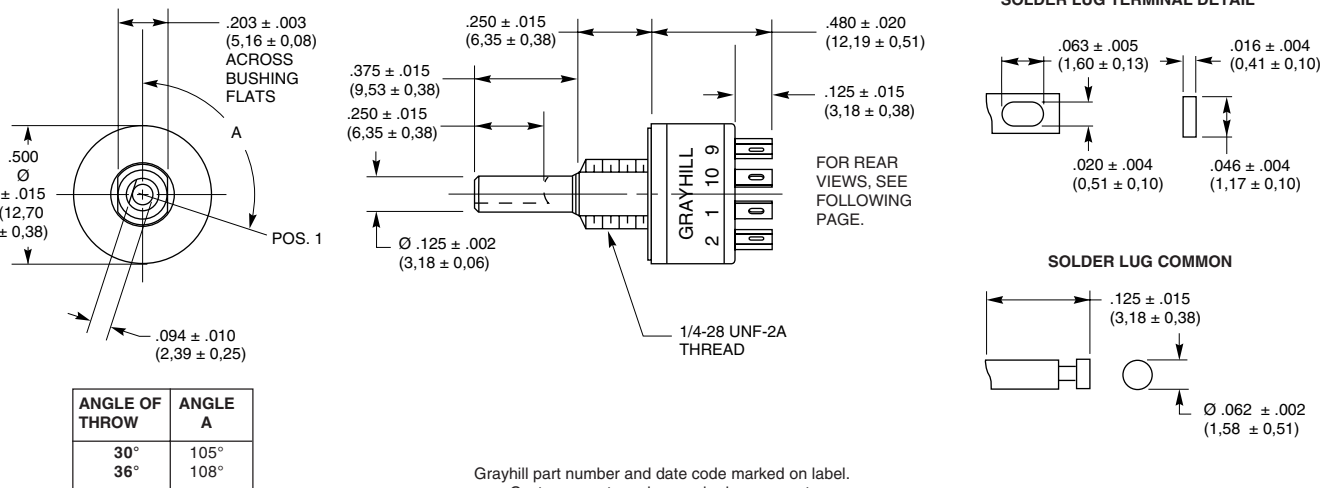 .203 ± .003
(5,16 ± 0,08)
ACROSS
BUSHING
FLATS
A
.500
Ø
± .015
(12,70
± 0,38)
POS. 1
.094 ± .010
(2,39 ± 0,25)
ANGLE OF THROW ANGLE A
30° 105°
36° 108°
.250 ± .015
(6,35 ± 0,38)
.480 ± .020
(12,19 ± 0,51)
.375 ± .015
(9,53 ± 0,38)
.125 ± .015
(3,18 ± 0,38)
.250 ± .015
(6,35 ± 0,38)
GRAYHILL
2 1 10 9
FOR REAR
VIEWS, SEE
FOLLOWING
PAGE.
Ø .125 ± .002
(3,18 ± 0,06)
1/4-28 UNF-2A
THREAD
Grayhill part number and date code marked on label.
SOLDER LUG TERMINAL DETAIL
.063 ± .005
(1,60 ± 0,13)
.016 ± .004
(0,41 ± 0,10)
.020 ± .004
(0,51 ± 0,10)
.046 ± .004
(1,17 ± 0,10)
SOLDER LUG COMMON
.125 ± .015
(3,18 ± 0,38)
Ø .062 ± .002
(1,58 ± 0,51)